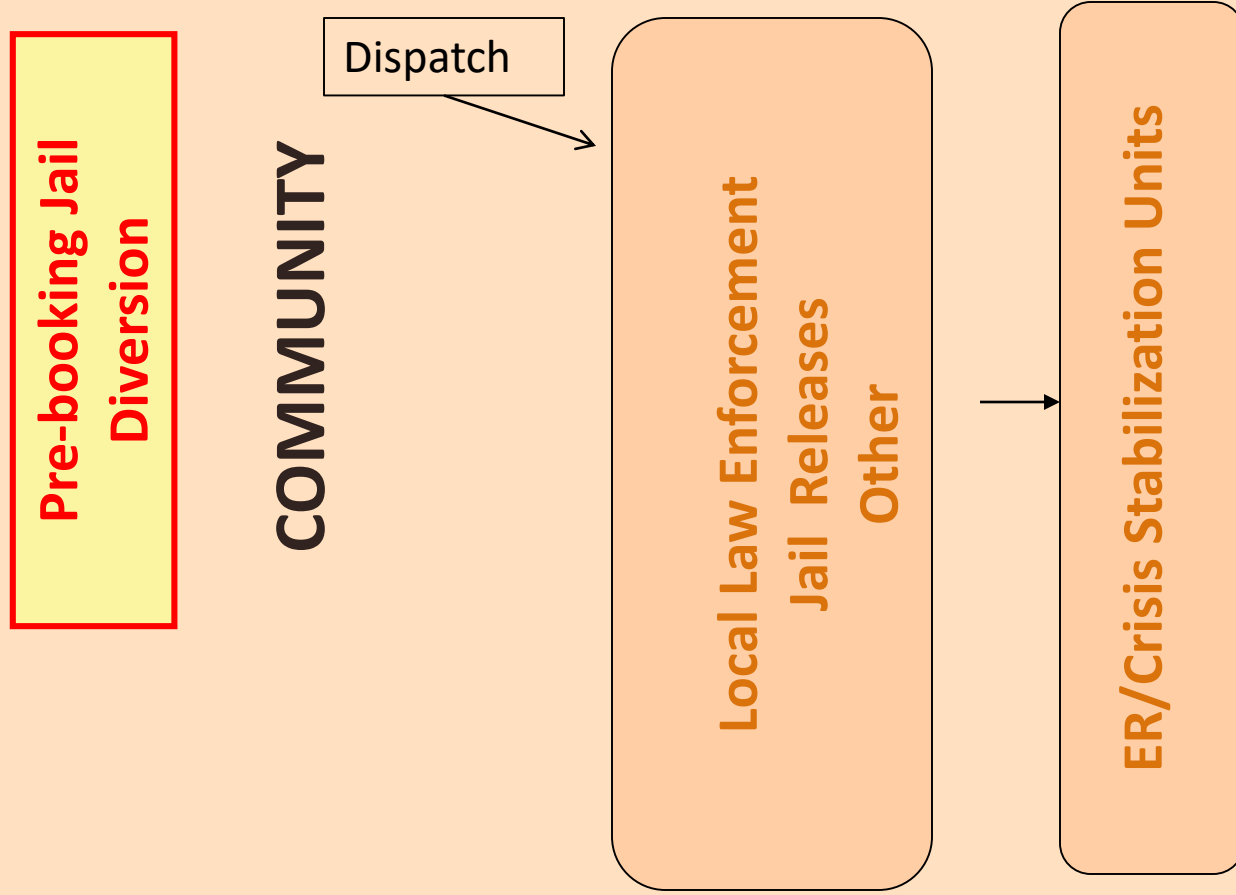 Pre-booking Jail
Diversion
COMMUNITY
Dispatch
Local Law Enforcement
Jail Releases
Other
ER/Crisis Stabilization Units